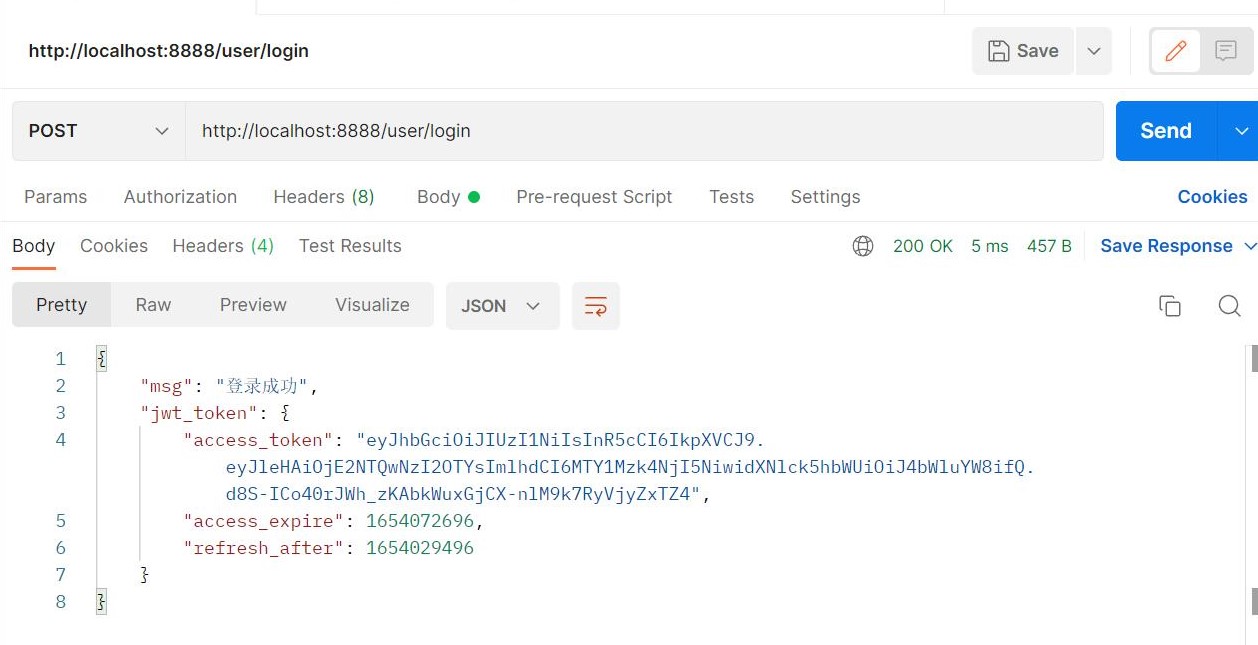 http://localhost:8888/user/login
Save
POST
http://localhost:8888/user/login
Send
Params Authorization Headers (8) Body Pre-request Script Tests Settings Cookies
Body Cookies Headers (4) Test Results 200 OK 5 ms 457 B Save Response
Pretty Raw Preview Visualize JSON
1 {
2 "msg": "登录成功",
3 "jwt_token": {
4 "access_token": "eyJhbGciOiJIUzI1NiIsInR5cCI6IkpXVCJ9.
eyJleHAiOjE2NTQwNzI2OTYsImlhdCI6MTY1Mzk4NjI5NiwidXNlck5hbWUiOiJ4bWluYW8ifQ.
d8S-ICo40rJWh_zKAbkWuxGjCX-nlM9k7RyVjyZxTZ4",
5 "access_expire": 1654072696,
6 "refresh_after": 1654029496
7 }
8 }